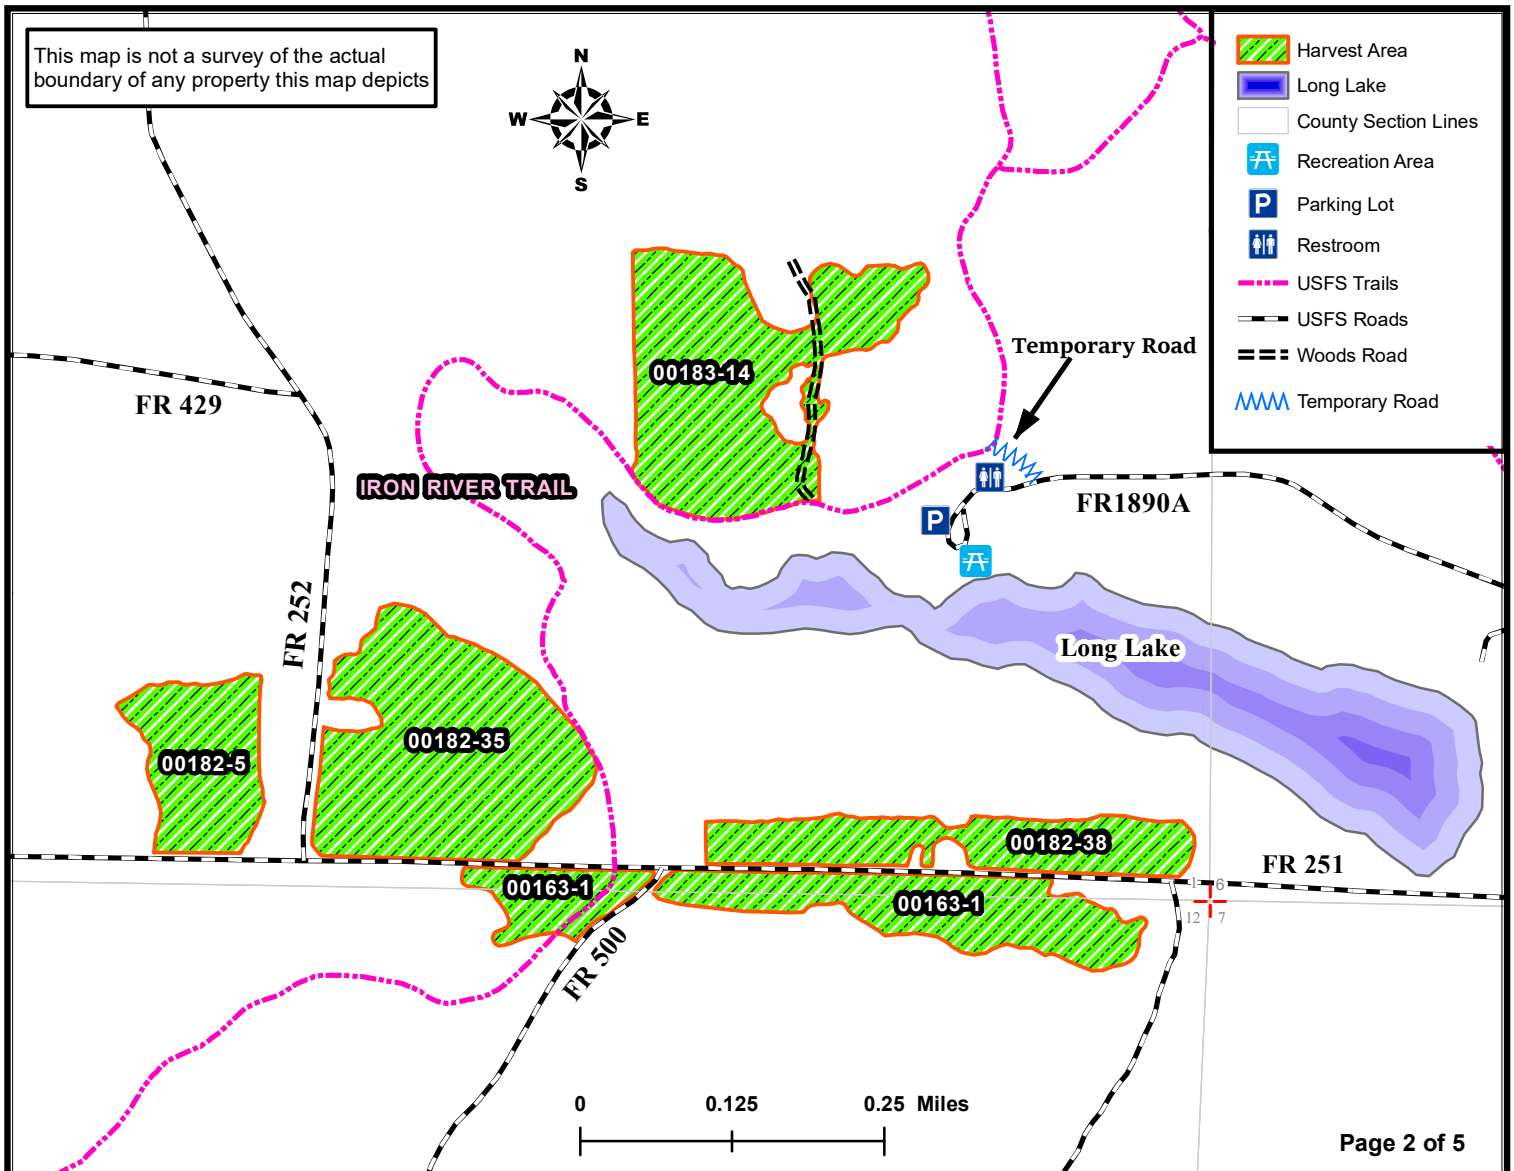 This map is not a survey of the actual
boundary of any property this map depicts
N
W E
S
Harvest Area
Long Lake
County Section Lines
Recreation Area
P Parking Lot
Restroom
USFS Trails
USFS Roads
Woods Road
Temporary Road
Temporary Road
00183-14
FR 429
IRON RIVER TRAIL
FR1890A
P
FR 252
Long Lake
00182-35
00182-5
00182-38
FR 251
00163-1
00163-1
1 6
12 7
FR 500
0 0.125 0.25 Miles
Page 2 of 5